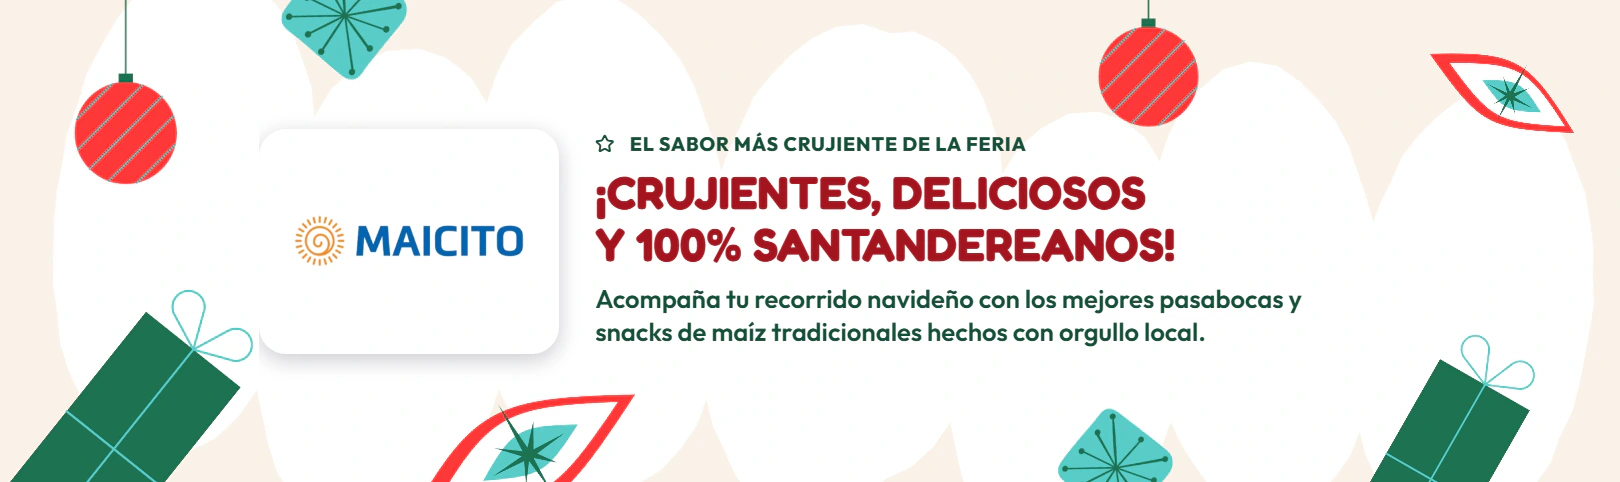 MAICITO
EL SABOR MÁS CRUJIENTE DE LA FERIA
¡CRUJIENTES, DELICIOSOS
Y 100% SANTANDEREANOS!
Acompaña tu recorrido navideño con los mejores pasabocas y
snacks de maíz tradicionales hechos con orgullo local.